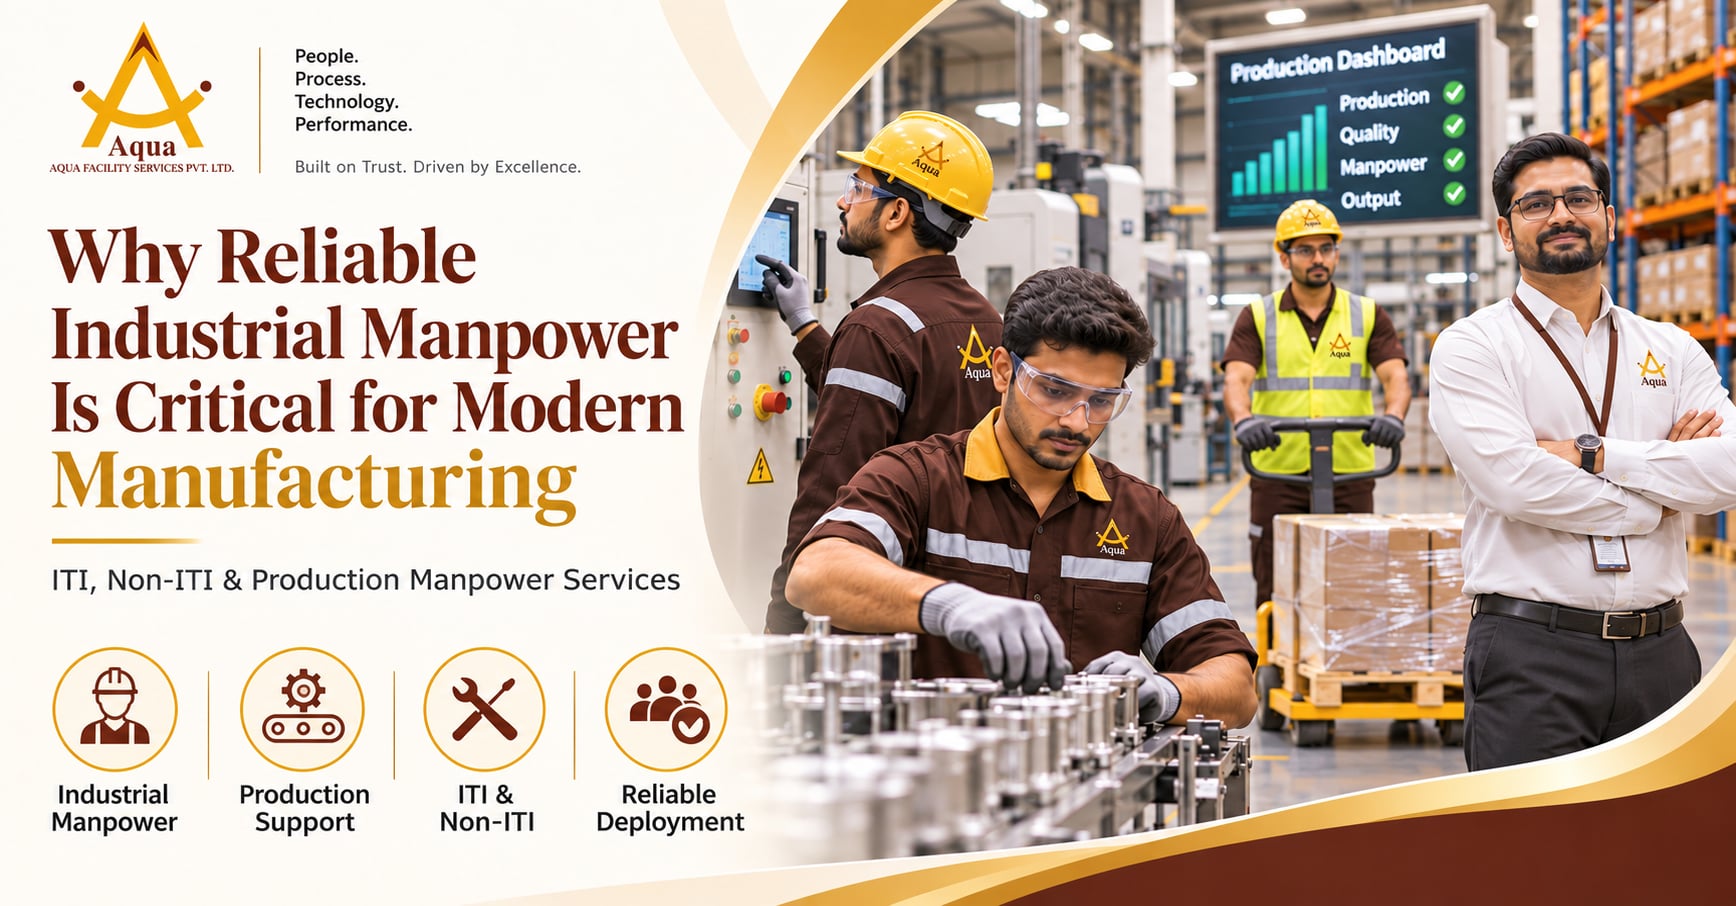 Aqua
AQUA FACILITY SERVICES PVT. LTD.
People.
Process.
Technology.
Performance.
Built on Trust. Driven by Excellence.
Why Reliable
Industrial Manpower
Is Critical for Modern
Manufacturing
ITI, Non-ITI & Production Manpower Services
Industrial
Manpower
Production
Support
ITI &
Non-ITI
Reliable
Deployment
Production Dashboard
Production
Quality
Manpower
Output
Aqua
Aqua
Aqua
Aqua
Aqua
Aqua